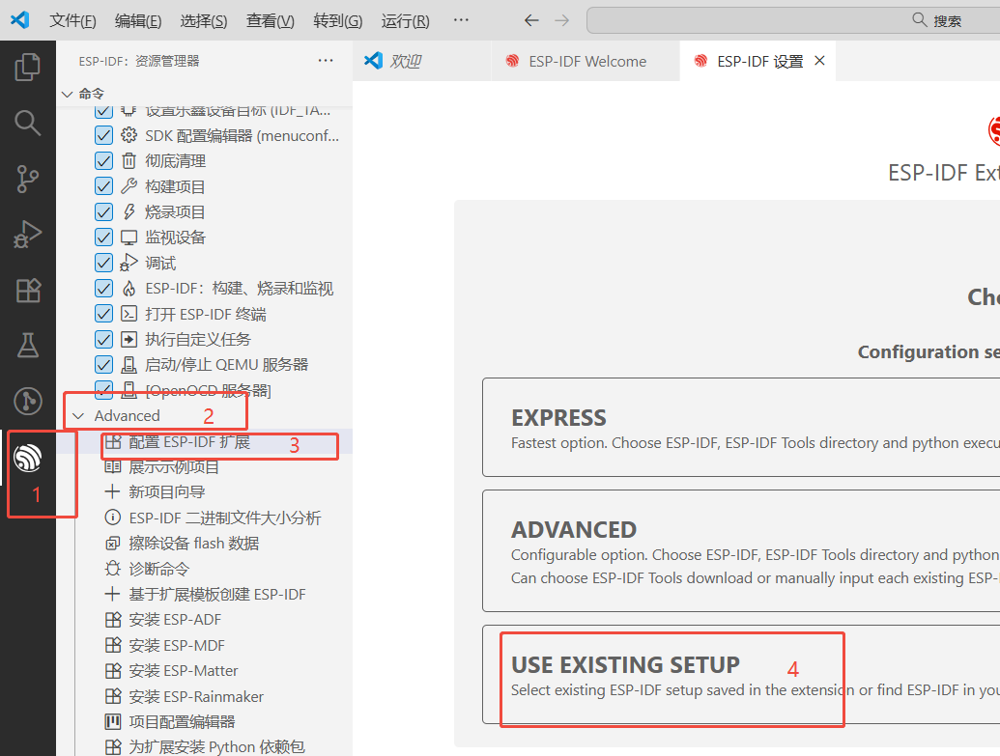 文件(F) 编辑(E) 选择(S) 查看(V) 转到(G) 运行(R) ··· 搜索
ESP-IDF：资源管理器 ···
欢迎 ESP-IDF Welcome ESP-IDF 设置
命令
设置乐鑫设备目标 (IDF_TA...
SDK 配置编辑器 (menuconf...
彻底清理
构建项目
烧录项目
监视设备
调试
ESP-IDF：构建、烧录和监视
打开 ESP-IDF 终端
执行自定义任务
启动/停止 QEMU 服务器
[OpenOCD 服务器]
Advanced 2
配置 ESP-IDF 扩展 3
展示示例项目
1
新项目向导
ESP-IDF 二进制文件大小分析
擦除设备 flash 数据
诊断命令
基于扩展模板创建 ESP-IDF
安装 ESP-ADF
安装 ESP-MDF
安装 ESP-Matter
安装 ESP-Rainmaker
项目配置编辑器
为扩展安装 Python 依赖包
ESP-IDF Ext
Cho
Configuration se
EXPRESS
Fastest option. Choose ESP-IDF, ESP-IDF Tools directory and python execu
ADVANCED
Configurable option. Choose ESP-IDF, ESP-IDF Tools directory and python
Can choose ESP-IDF Tools download or manually input each existing ESP-I
USE EXISTING SETUP 4
Select existing ESP-IDF setup saved in the extension or find ESP-IDF in you